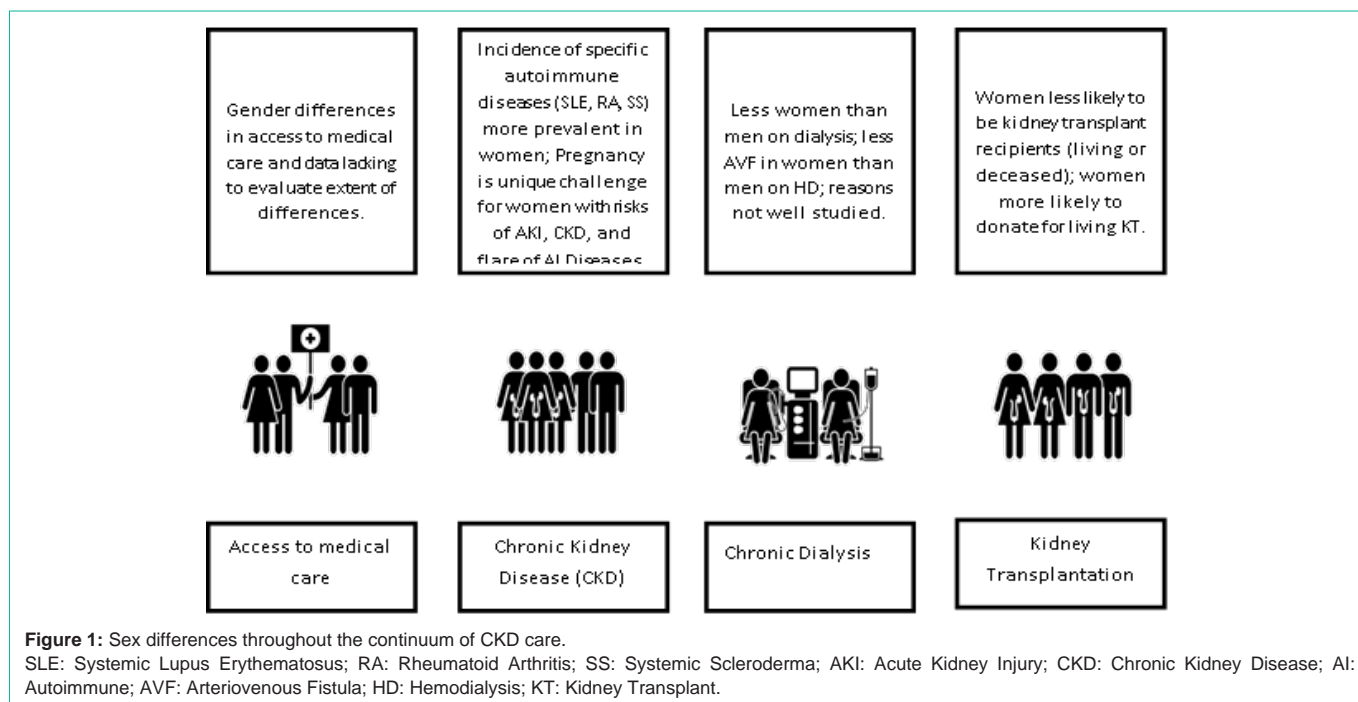 Gender differences
in access to medical
care and data lacking
to evaluate extent of
differences.
Incidence of specific
autoimmune
diseases (SLE, RA, SS)
more prevalent in
women; Pregnancy
is unique challenge
for women with risks
of AKI, CKD, and
flare of AI Diseases
Less women than
men on dialysis; less
AVF in women than
men on HD; reasons
not well studied.
Women less likely to
be kidney transplant
recipients (living or
deceased); women
more likely to
donate for living KT.
Access to medical
care
Chronic Kidney
Disease (CKD)
Chronic Dialysis
Kidney
Transplantation
Figure 1: Sex differences throughout the continuum of CKD care.
SLE: Systemic Lupus Erythematosus; RA: Rheumatoid Arthritis; SS: Systemic Scleroderma; AKI: Acute Kidney Injury; CKD: Chronic Kidney Disease; AI:
Autoimmune; AVF: Arteriovenous Fistula; HD: Hemodialysis; KT: Kidney Transplant.